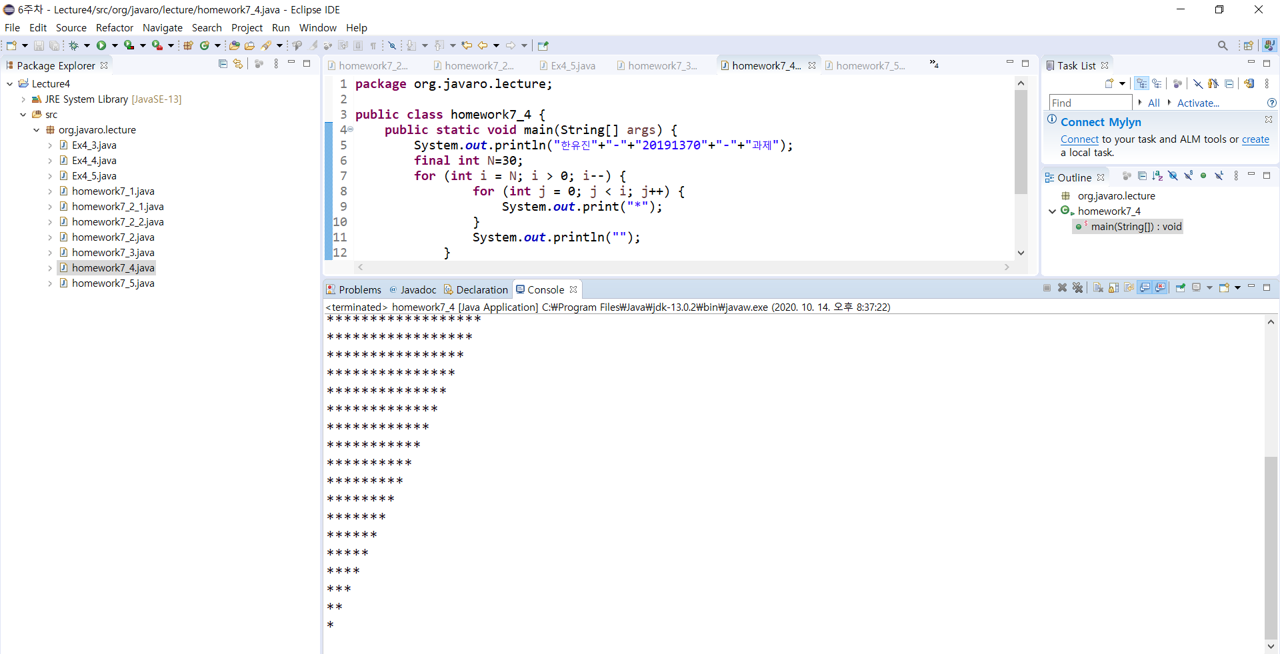 6주차 - Lecture4/src/org/javaro/lecture/homework7_4.java - Eclipse IDE
File Edit Source Refactor Navigate Search Project Run Window Help
Package Explorer
Lecture4
JRE System Library [JavaSE-13]
src
org.javaro.lecture
Ex4_3.java
Ex4_4.java
Ex4_5.java
homework7_1.java
homework7_2_1.java
homework7_2_2.java
homework7_2.java
homework7_3.java
homework7_4.java
homework7_5.java
homework7_2... homework7_2... Ex4_5.java homework7_3... homework7_4... homework7_5... »4
1 package org.javaro.lecture;
2
3 public class homework7_4 {
4 public static void main(String[] args) {
5 System.out.println("한유진"+"-"+"20191370"+"-"+"과제");
6 final int N=30;
7 for (int i = N; i > 0; i--) {
8 for (int j = 0; j < i; j++) {
9 System.out.print("*");
10 }
11 System.out.println("");
12 }
Task List
Find All Activate...
Connect Mylyn
Connect to your task and ALM tools or create
a local task.
Outline
org.javaro.lecture
homework7_4
main(String[]) : void
Problems Javadoc Declaration Console
<terminated> homework7_4 [Java Application] C:₩Program Files₩Java₩jdk-13.0.2₩bin₩javaw.exe (2020. 10. 14. 오후 8:37:22)
******************
*****************
****************
***************
**************
*************
************
***********
**********
*********
********
*******
******
*****
****
***
**
*